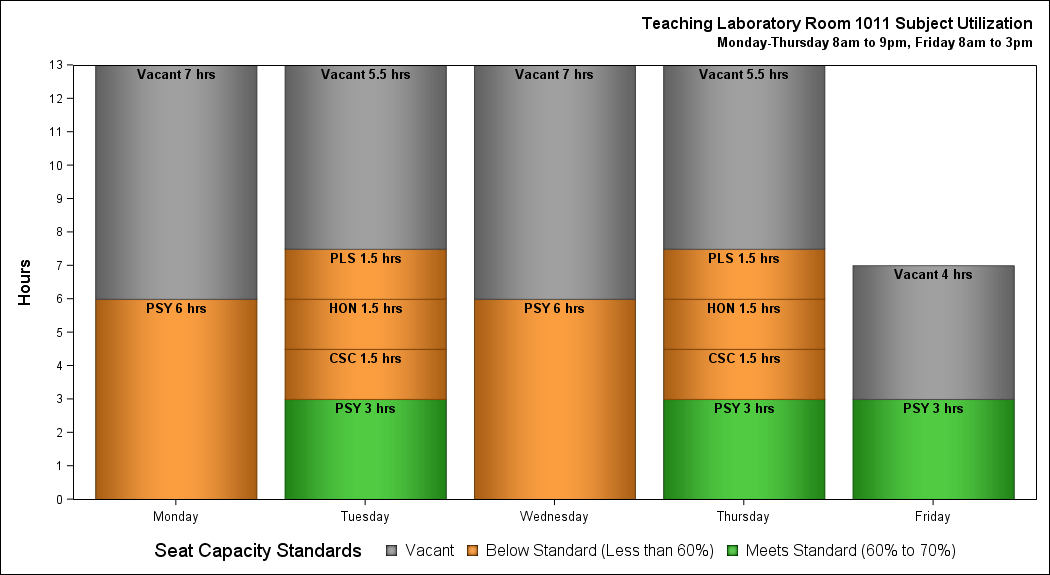 Teaching Laboratory Room 1011 Subject Utilization
Monday-Thursday 8am to 9pm, Friday 8am to 3pm
Hours
13
12
11
10
9
8
7
6
5
4
3
2
1
0
Vacant 7 hrs
PSY 6 hrs
Vacant 5.5 hrs
PLS 1.5 hrs
HON 1.5 hrs
CSC 1.5 hrs
PSY 3 hrs
Vacant 7 hrs
PSY 6 hrs
Vacant 5.5 hrs
PLS 1.5 hrs
HON 1.5 hrs
CSC 1.5 hrs
PSY 3 hrs
Vacant 4 hrs
PSY 3 hrs
Monday Tuesday Wednesday Thursday Friday
Seat Capacity Standards Vacant Below Standard (Less than 60%) Meets Standard (60% to 70%)